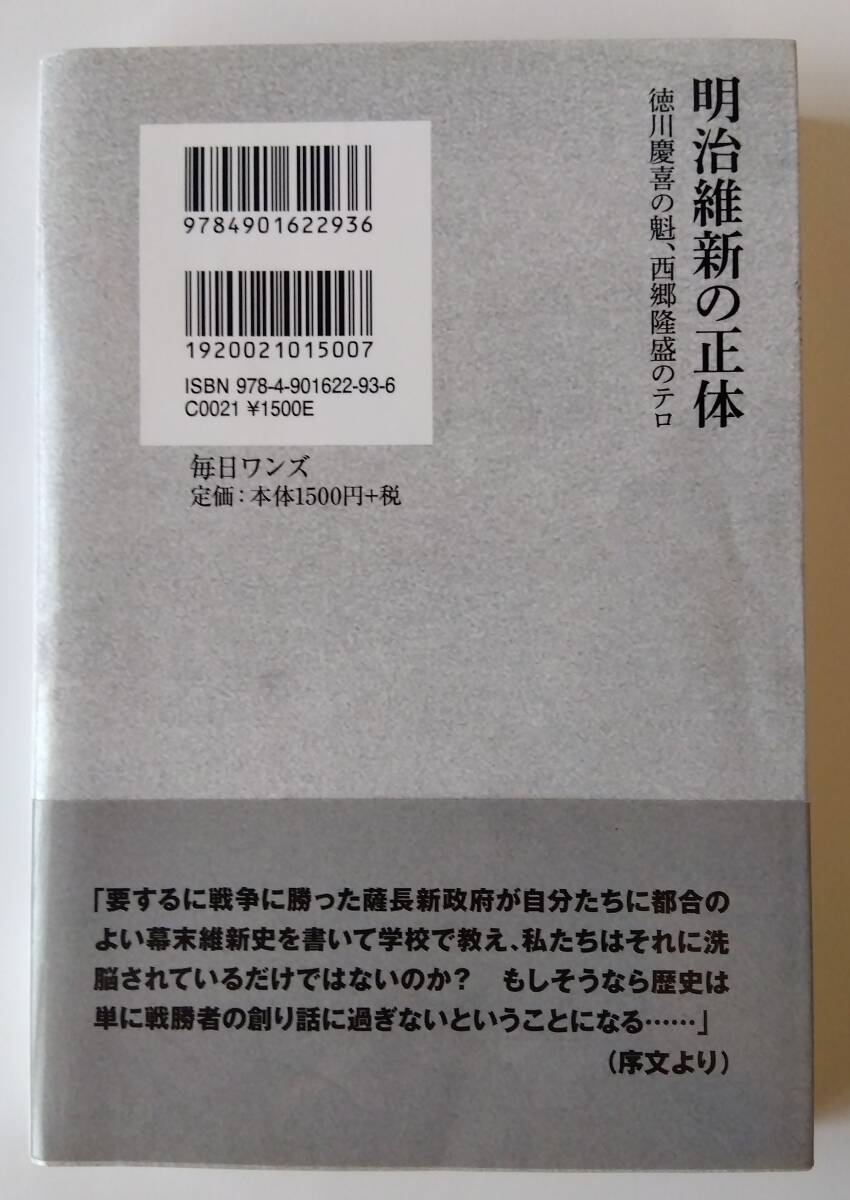 明治維新の正体
徳川慶喜の魁、西郷隆盛のテロ
9784901622936
1920021015007
ISBN 978-4-901622-93-6
C0021 ¥1500E
毎日ワンズ
定価：本体1500円+税
「要するに戦争に勝った薩長新政府が自分たちに都合の
よい幕末維新史を書いて学校で教え、私たちはそれに洗
脳されているだけではないのか？　もしそうなら歴史は
単に戦勝者の創り話に過ぎないということになる……」
（序文より）